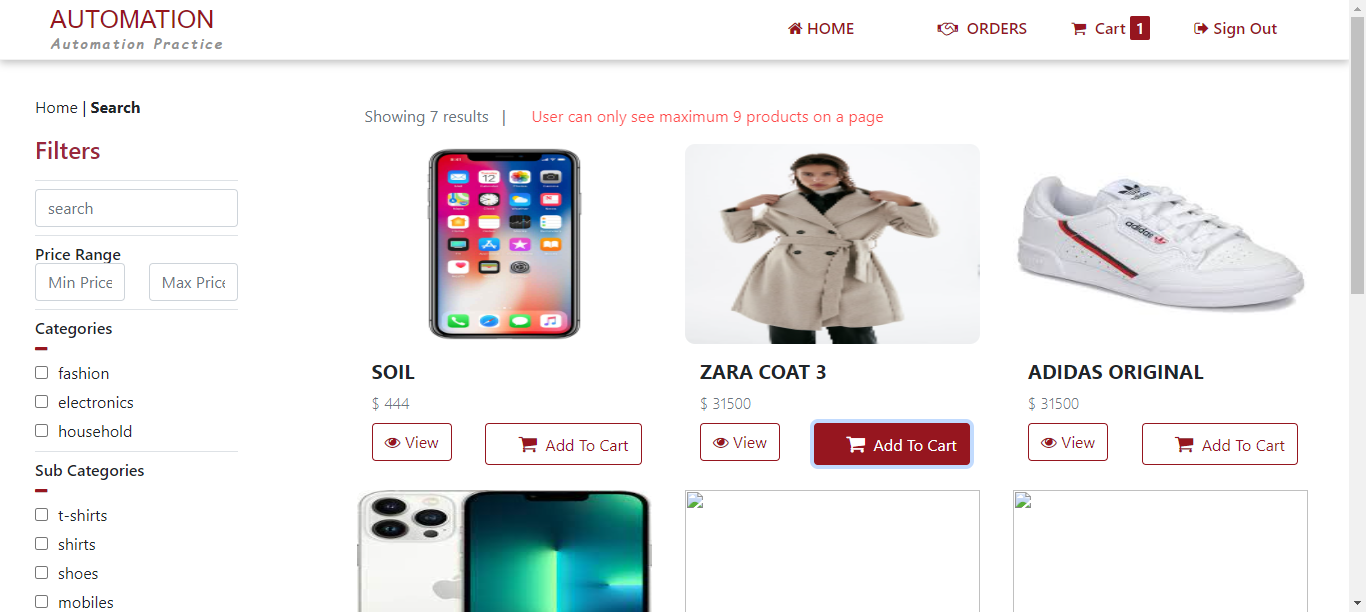 AUTOMATION
Automation Practice
HOME
ORDERS
Cart 1
Sign Out
Home | Search
Filters
search
Price Range
Min Price
Max Price
Categories
fashion
electronics
household
Sub Categories
t-shirts
shirts
shoes
mobiles
Showing 7 results |
User can only see maximum 9 products on a page
SOIL
$ 444
View
Add To Cart
ZARA COAT 3
$ 31500
View
Add To Cart
adidas
ADIDAS ORIGINAL
$ 31500
View
Add To Cart